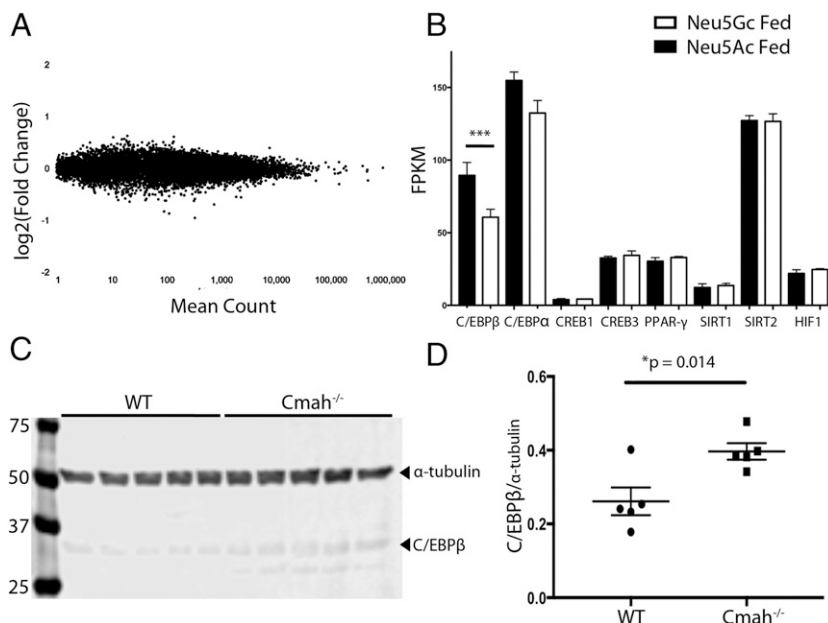 A
log2(Fold Change)
2
1
0
-1
-2
1 10 100 1,000 10,000 100,000 1,000,000
Mean Count
B
Neu5Gc Fed
Neu5Ac Fed
FPKM
150
100
50
0
***
C/EBPβ C/EBPα CREB1 CREB3 PPAR-γ SIRT1 SIRT2 HIF1
C
WT Cmah-/-
75
50
37
25
α-tubulin
C/EBPβ
D
*p = 0.014
C/EBPβ/α-tubulin
0.6
0.4
0.2
0.0
WT Cmah-/-